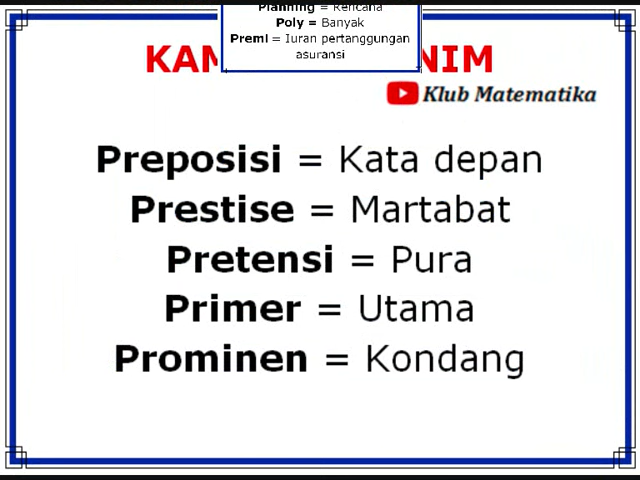 Planning = Rencana
Poly = Banyak
Premi = Iuran pertanggungan
asuransi
KAM NIM
Klub Matematika
Preposisi = Kata depan
Prestise = Martabat
Pretensi = Pura
Primer = Utama
Prominen = Kondang